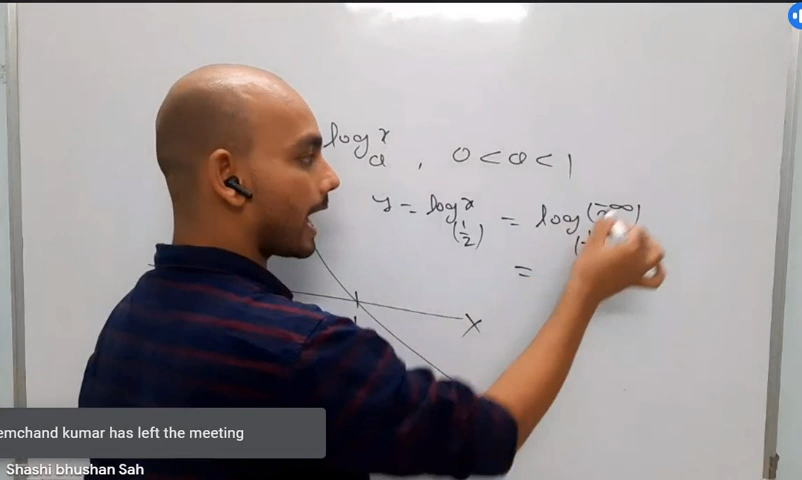 log_a x , 0 < a < 1
y = log_(1/2) x = log
=
X
emchand kumar has left the meeting
Shashi bhushan Sah